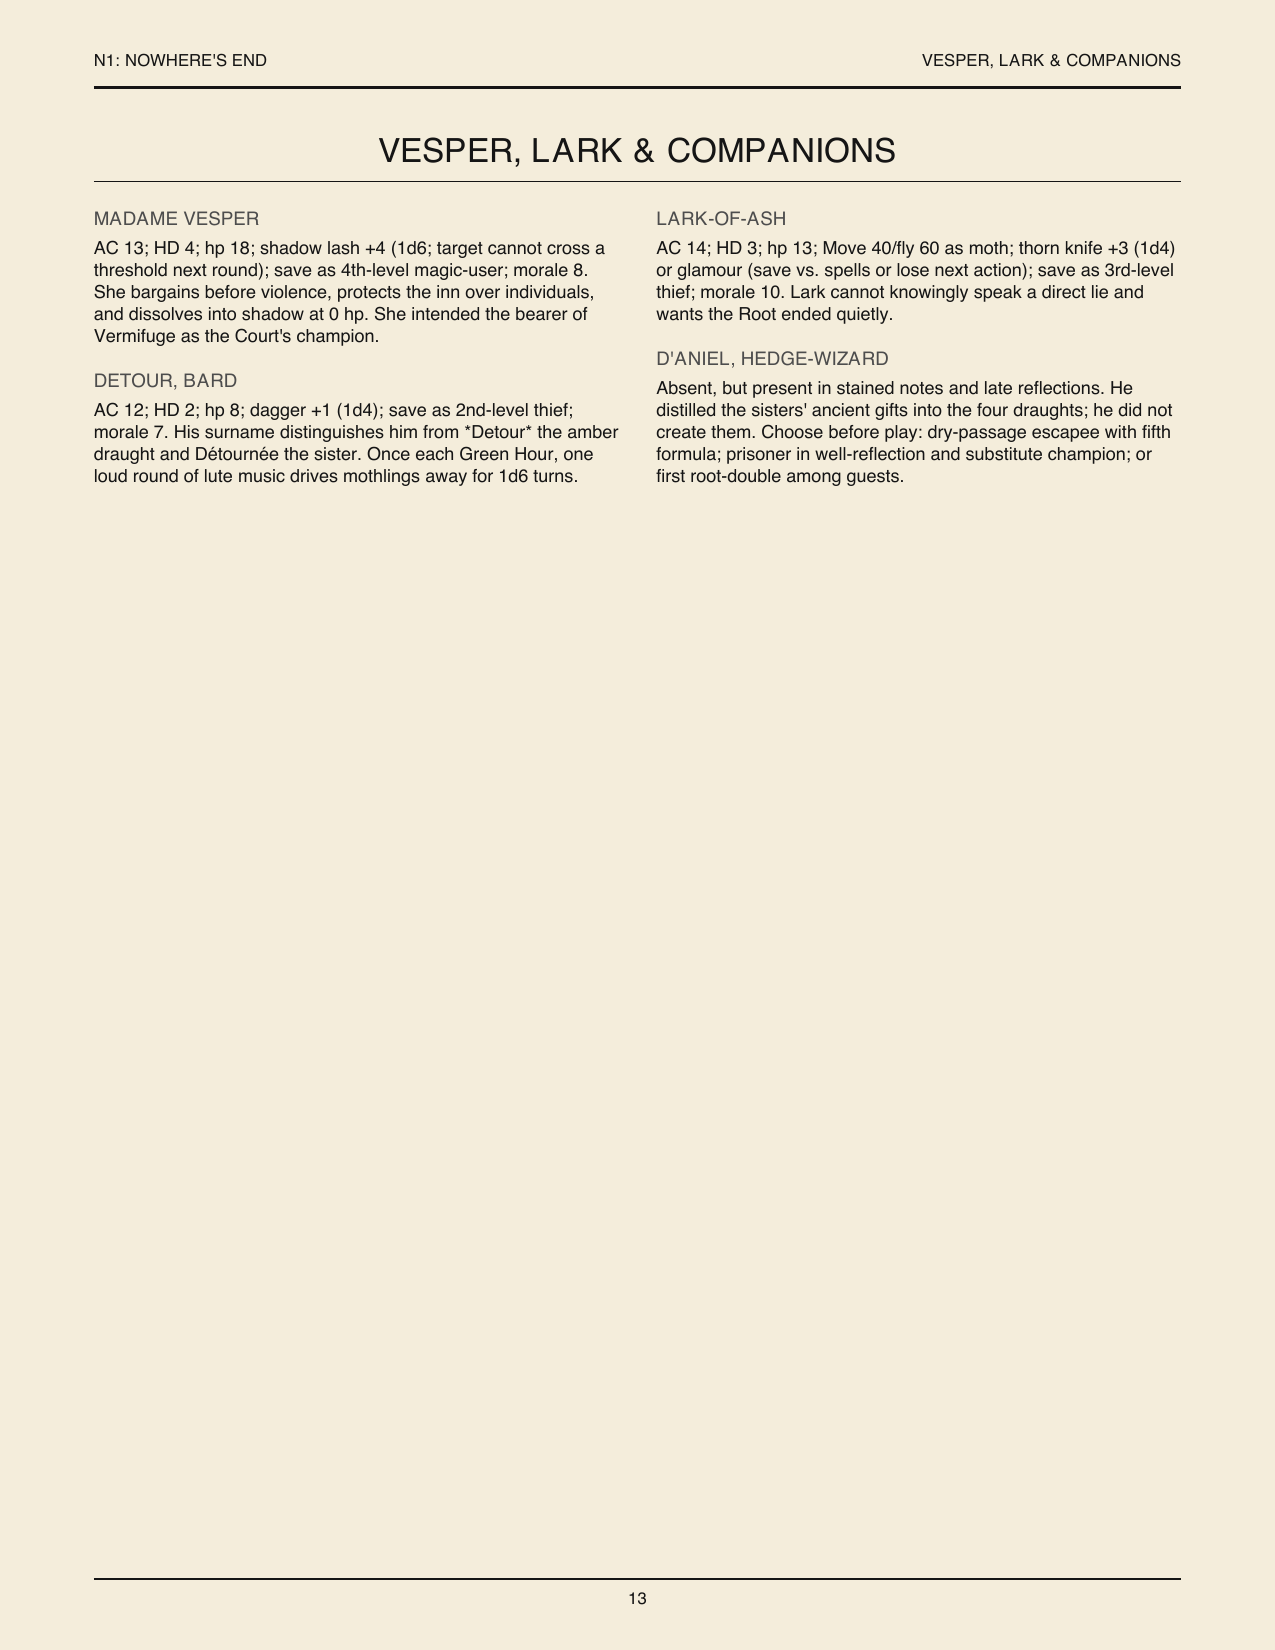 N1: NOWHERE'S END
VESPER, LARK & COMPANIONS
VESPER, LARK & COMPANIONS
MADAME VESPER
AC 13; HD 4; hp 18; shadow lash +4 (1d6; target cannot cross a
threshold next round); save as 4th-level magic-user; morale 8.
She bargains before violence, protects the inn over individuals,
and dissolves into shadow at 0 hp. She intended the bearer of
Vermifuge as the Court's champion.
DETOUR, BARD
AC 12; HD 2; hp 8; dagger +1 (1d4); save as 2nd-level thief;
morale 7. His surname distinguishes him from *Detour* the amber
draught and Détournée the sister. Once each Green Hour, one
loud round of lute music drives mothlings away for 1d6 turns.
LARK-OF-ASH
AC 14; HD 3; hp 13; Move 40/fly 60 as moth; thorn knife +3 (1d4)
or glamour (save vs. spells or lose next action); save as 3rd-level
thief; morale 10. Lark cannot knowingly speak a direct lie and
wants the Root ended quietly.
D'ANIEL, HEDGE-WIZARD
Absent, but present in stained notes and late reflections. He
distilled the sisters' ancient gifts into the four draughts; he did not
create them. Choose before play: dry-passage escapee with fifth
formula; prisoner in well-reflection and substitute champion; or
first root-double among guests.
13